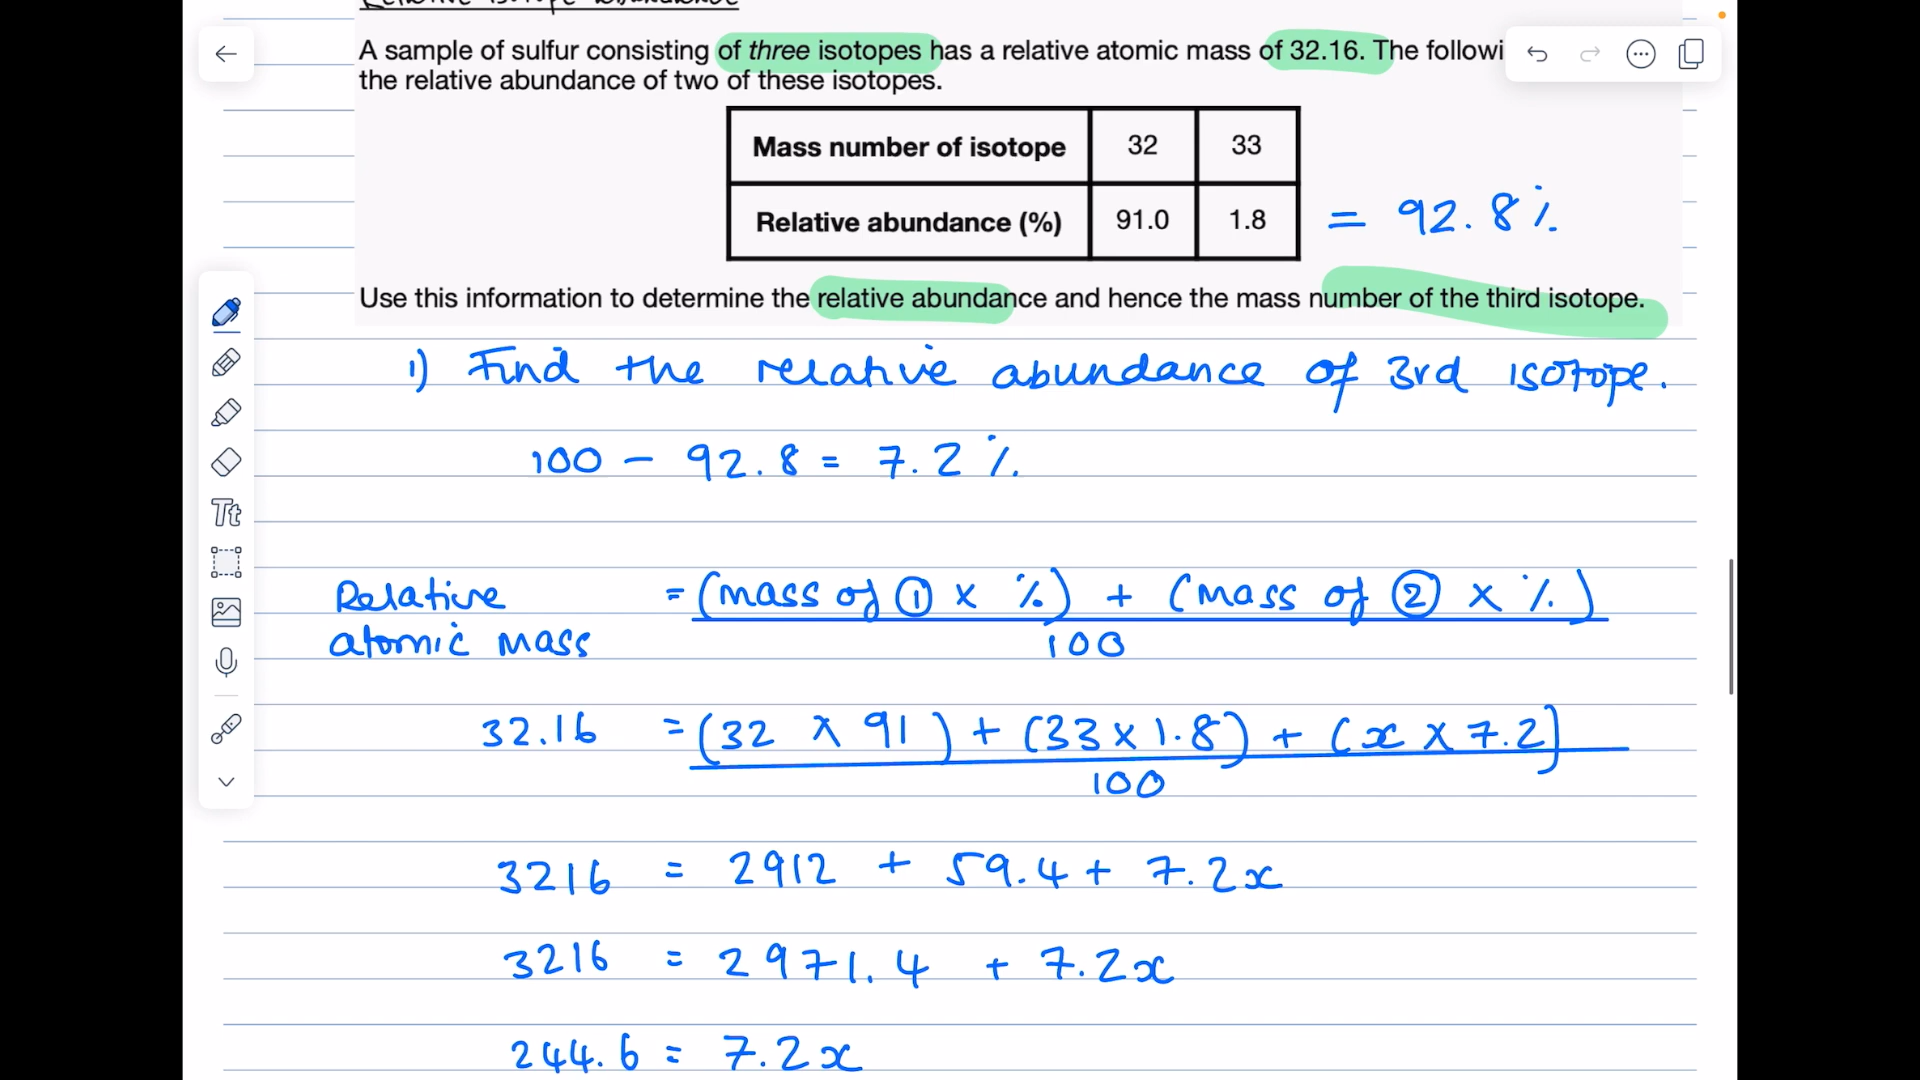 A sample of sulfur consisting of three isotopes has a relative atomic mass of 32.16. The followi
the relative abundance of two of these isotopes.
Mass number of isotope 32 33
Relative abundance (%) 91.0 1.8 = 92.8%
Use this information to determine the relative abundance and hence the mass number of the third isotope.
1) Find the relative abundance of 3rd isotope.
100 - 92.8 = 7.2 %
Relative atomic mass = (mass of ① x %) + (mass of ② x %)
100
32.16 = (32 x 91) + (33 x 1.8) + (x x 7.2)
100
3216 = 2912 + 59.4 + 7.2x
3216 = 2971.4 + 7.2x
244.6 = 7.2x
Tt